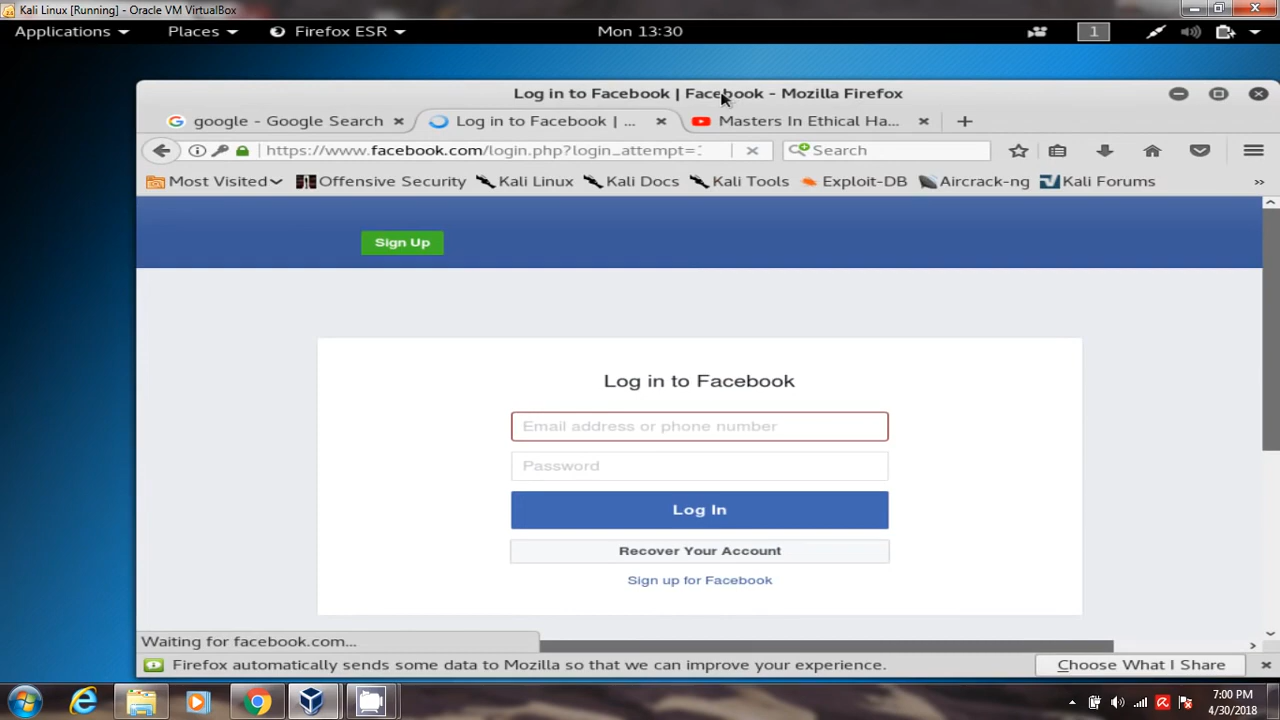 Kali Linux [Running] - Oracle VM VirtualBox
Applications Places Firefox ESR Mon 13:30 1
Log in to Facebook | Facebook - Mozilla Firefox
google - Google Search Log in to Facebook | ... Masters In Ethical Ha...
https://www.facebook.com/login.php?login_attempt= Search
Most Visited Offensive Security Kali Linux Kali Docs Kali Tools Exploit-DB Aircrack-ng Kali Forums »
Sign Up
Log in to Facebook
Email address or phone number
Password
Log In
Recover Your Account
Sign up for Facebook
Waiting for facebook.com...
Firefox automatically sends some data to Mozilla so that we can improve your experience. Choose What I Share
7:00 PM
4/30/2018